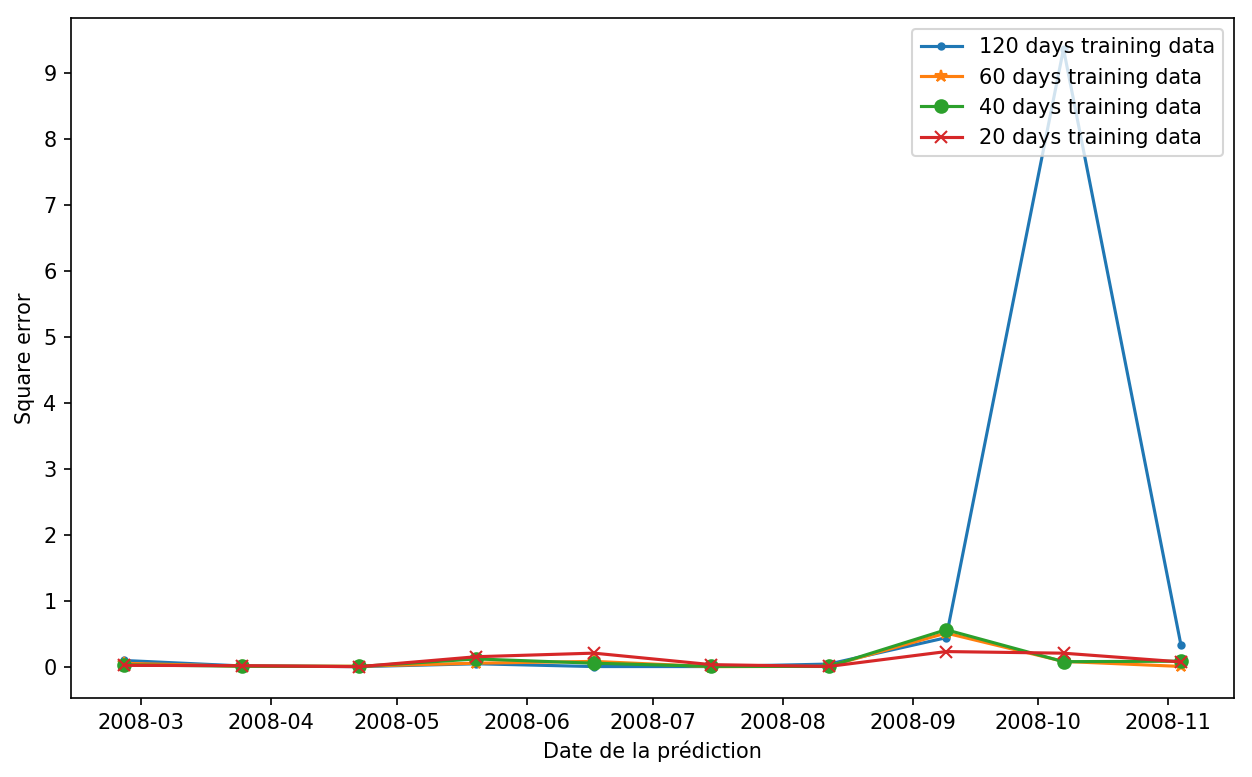 120 days training data
60 days training data
40 days training data
20 days training data
Square error
9
8
7
6
5
4
3
2
1
0
2008-03 2008-04 2008-05 2008-06 2008-07 2008-08 2008-09 2008-10 2008-11
Date de la prédiction